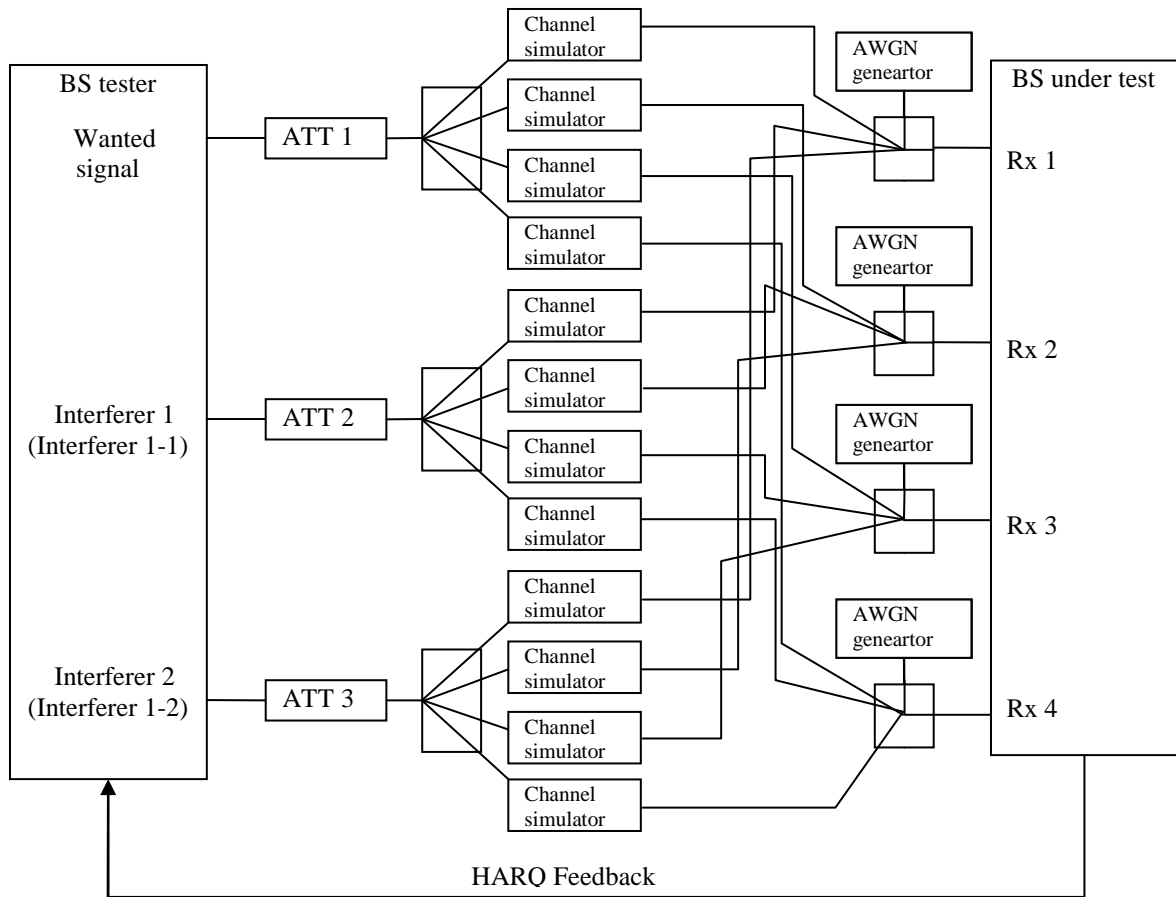 BS tester
Wanted
signal
Interferer 1
(Interferer 1-1)
Interferer 2
(Interferer 1-2)
ATT 1
ATT 2
ATT 3
Channel
simulator
Channel
simulator
Channel
simulator
Channel
simulator
Channel
simulator
Channel
simulator
Channel
simulator
Channel
simulator
Channel
simulator
Channel
simulator
Channel
simulator
Channel
simulator
AWGN
geneartor
AWGN
geneartor
AWGN
geneartor
AWGN
geneartor
BS under test
Rx 1
Rx 2
Rx 3
Rx 4
HARQ Feedback